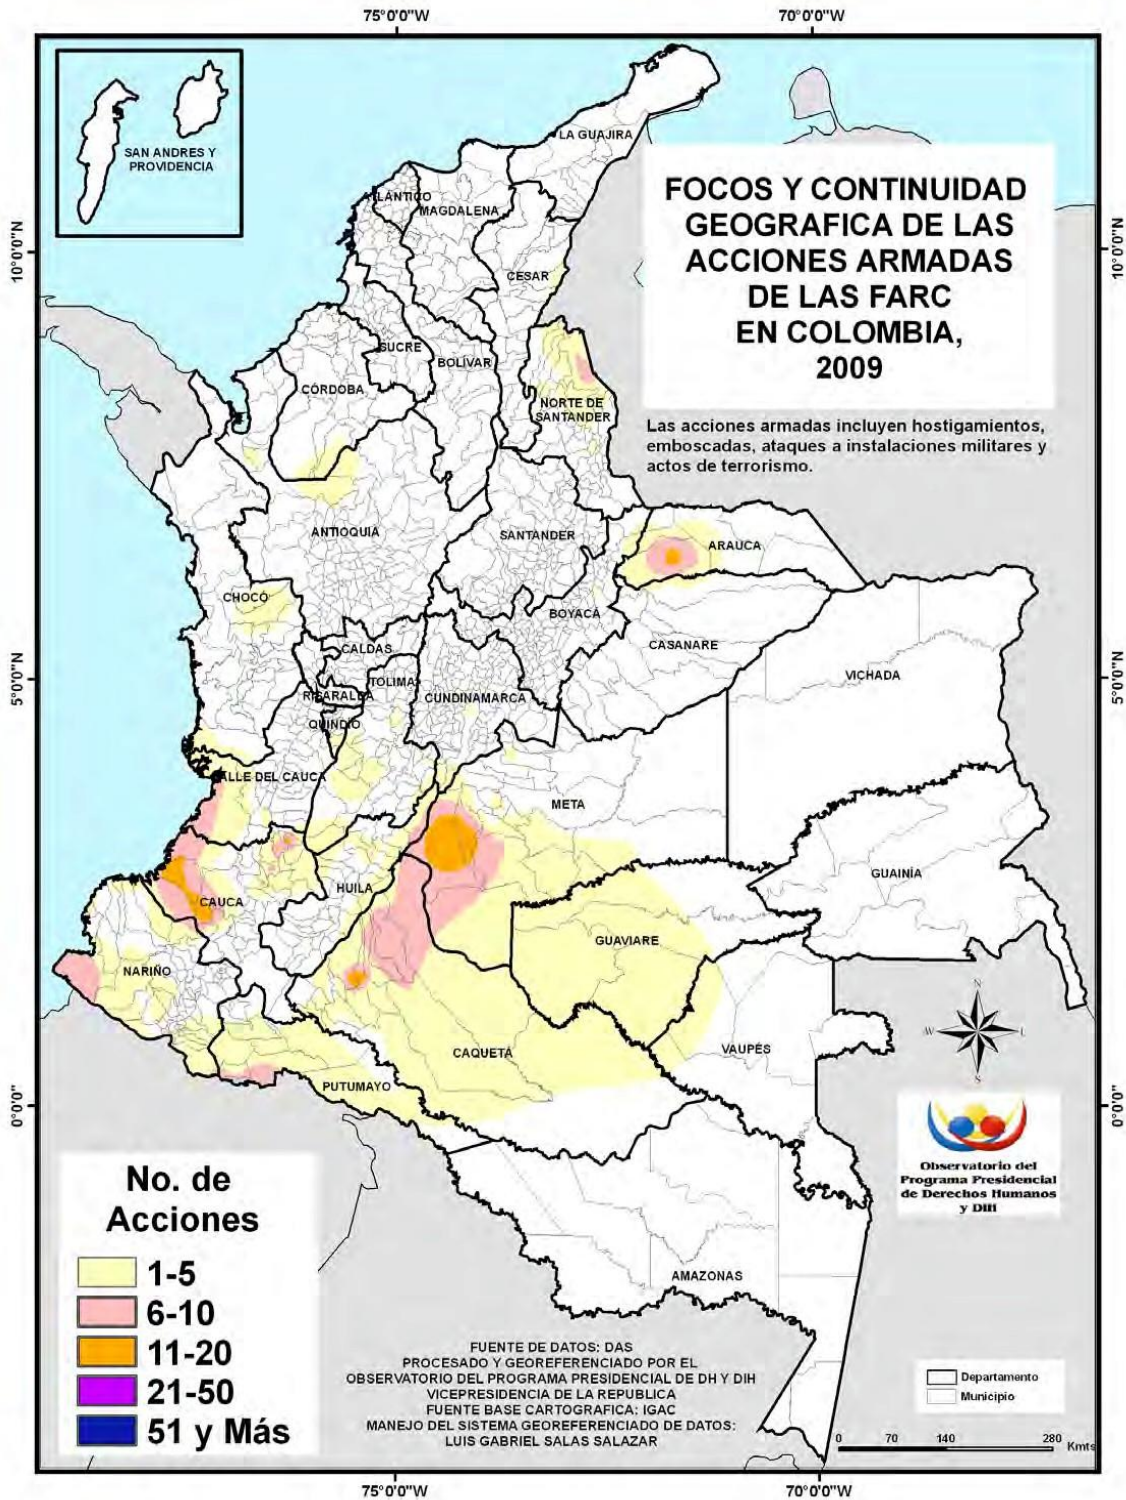 75°0'0"W
70°0'0"W
SAN ANDRES Y
PROVIDENCIA
LA GUAJIRA
ATLÁNTICO
MAGDALENA
FOCOS Y CONTINUIDAD
GEOGRAFICA DE LAS
ACCIONES ARMADAS
DE LAS FARC
EN COLOMBIA,
2009
10°0'0"N
10°0'0"N
CESAR
SUCRE
BOLÍVAR
CÓRDOBA
NORTE DE
SANTANDER
Las acciones armadas incluyen hostigamientos,
emboscadas, ataques a instalaciones militares y
actos de terrorismo.
ANTIOQUIA
SANTANDER
ARAUCA
CHOCÓ
BOYACÁ
CALDAS
CASANARE
5°0'0"N
5°0'0"N
VICHADA
TOLIMA
RISARALDA
CUNDINAMARCA
QUINDIO
VALLE DEL CAUCA
META
GUAINÍA
HUILA
CAUCA
GUAVIARE
NARIÑO
N
W
L
S
CAQUETÁ
VAUPÉS
PUTUMAYO
0°0'0"
0°0'0"
Observatorio del
Programa Presidencial
de Derechos Humanos
y DIH
No. de
Acciones
1-5
6-10
11-20
21-50
51 y Más
AMAZONAS
FUENTE DE DATOS: DAS
PROCESADO Y GEOREFERENCIADO POR EL
OBSERVATORIO DEL PROGRAMA PRESIDENCIAL DE DH Y DIH
VICEPRESIDENCIA DE LA REPUBLICA
FUENTE BASE CARTOGRAFICA: IGAC
MANEJO DEL SISTEMA GEOREFERENCIADO DE DATOS:
LUIS GABRIEL SALAS SALAZAR
Departamento
Municipio
0 70 140 280
Kmts
75°0'0"W
70°0'0"W